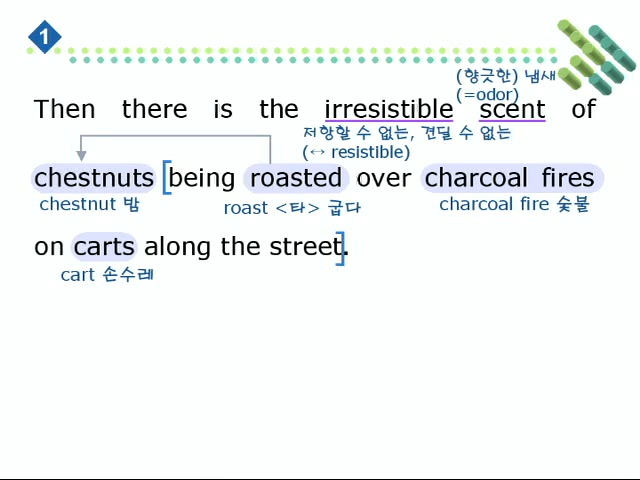 1
(향긋한) 냄새
(=odor)
Then there is the irresistible scent of
저항할 수 없는, 견딜 수 없는
(↔ resistible)
chestnuts [being roasted over charcoal fires
chestnut 밤 roast <타> 굽다 charcoal fire 숯불
on carts along the street].
cart 손수레